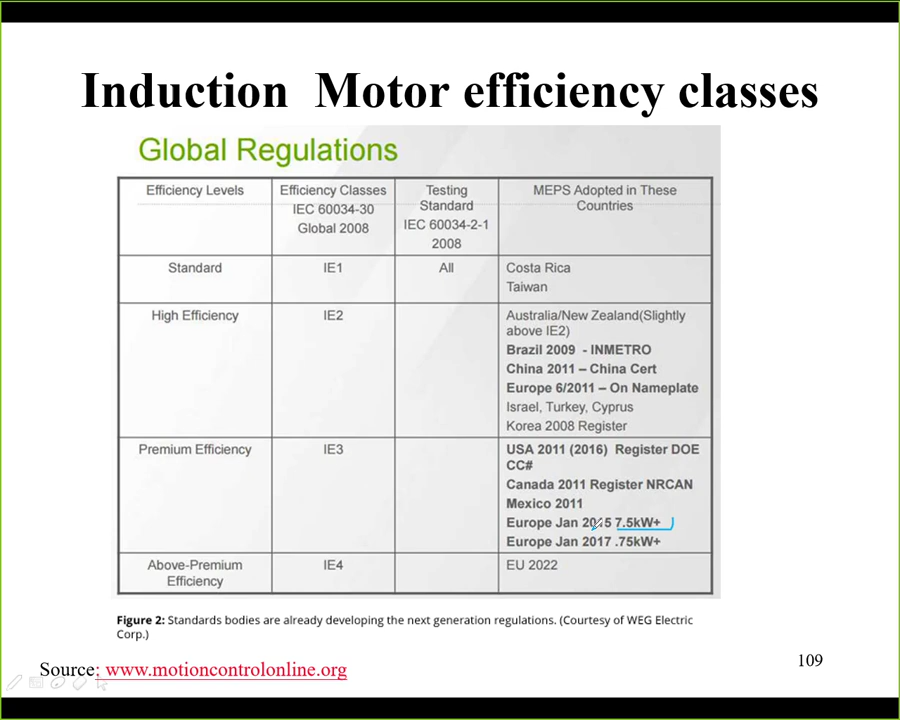 Induction  Motor efficiency classes
Global Regulations
Efficiency Levels
Efficiency Classes
IEC 60034-30
Global 2008
Testing
Standard
IEC 60034-2-1
2008
MEPS Adopted in These
Countries
Standard
IE1
All
Costa Rica
Taiwan
High Efficiency
IE2
Australia/New Zealand(Slightly
above IE2)
Brazil 2009  - INMETRO
China 2011 – China Cert
Europe 6/2011 – On Nameplate
Israel, Turkey, Cyprus
Korea 2008 Register
Premium Efficiency
IE3
USA 2011 (2016)  Register DOE
CC#
Canada 2011 Register NRCAN
Mexico 2011
Europe Jan 2015 7.5kW+
Europe Jan 2017 .75kW+
Above-Premium
Efficiency
IE4
EU 2022
Figure 2: Standards bodies are already developing the next generation regulations. (Courtesy of WEG Electric
Corp.)
Source: www.motioncontrolonline.org
109